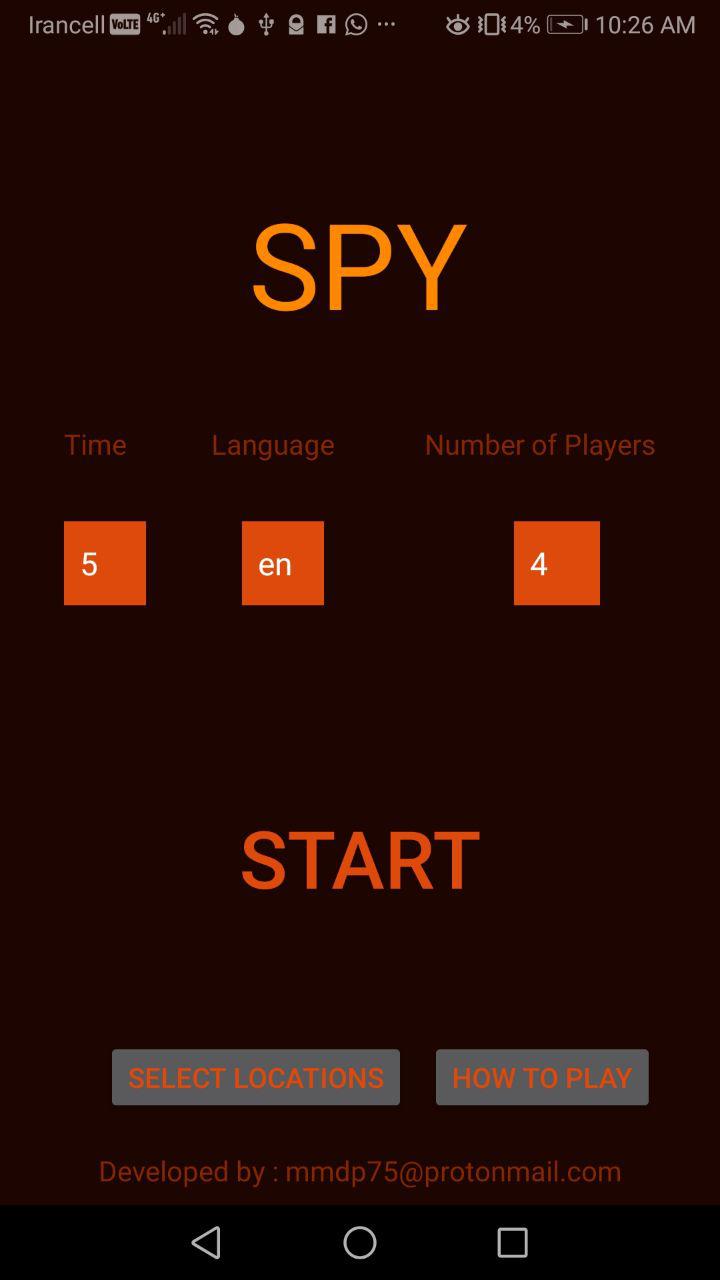 Irancell VoLTE 4G+ 4% 10:26 AM
SPY
Time Language Number of Players
5 en 4
START
SELECT LOCATIONS HOW TO PLAY
Developed by : mmdp75@protonmail.com